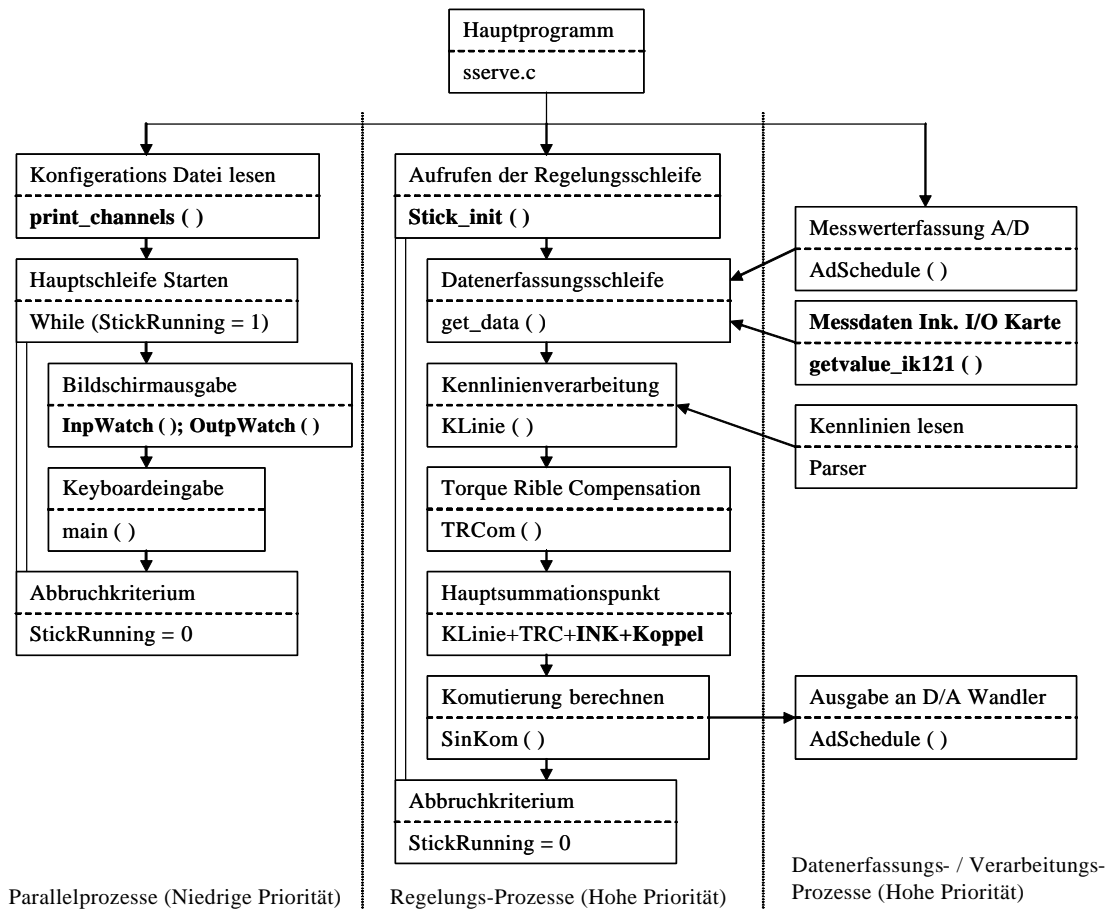 Hauptprogramm
sserve.c
Konfigerations Datei lesen
print_channels ( )
Hauptschleife Starten
While (StickRunning = 1)
Bildschirmausgabe
InpWatch ( ); OutpWatch ( )
Keyboardeingabe
main ( )
Abbruchkriterium
StickRunning = 0
Parallelprozesse (Niedrige Priorität)
Aufrufen der Regelungsschleife
Stick_init ( )
Datenerfassungsschleife
get_data ( )
Kennlinienverarbeitung
KLinie ( )
Torque Rible Compensation
TRCom ( )
Hauptsummationspunkt
KLinie+TRC+INK+Koppel
Komutierung berechnen
SinKom ( )
Abbruchkriterium
StickRunning = 0
Regelungs-Prozesse (Hohe Priorität)
Messwerterfassung A/D
AdSchedule ( )
Messdaten Ink. I/O Karte
getvalue_ik121 ( )
Kennlinien lesen
Parser
Ausgabe an D/A Wandler
AdSchedule ( )
Datenerfassungs- / Verarbeitungs-
Prozesse (Hohe Priorität)